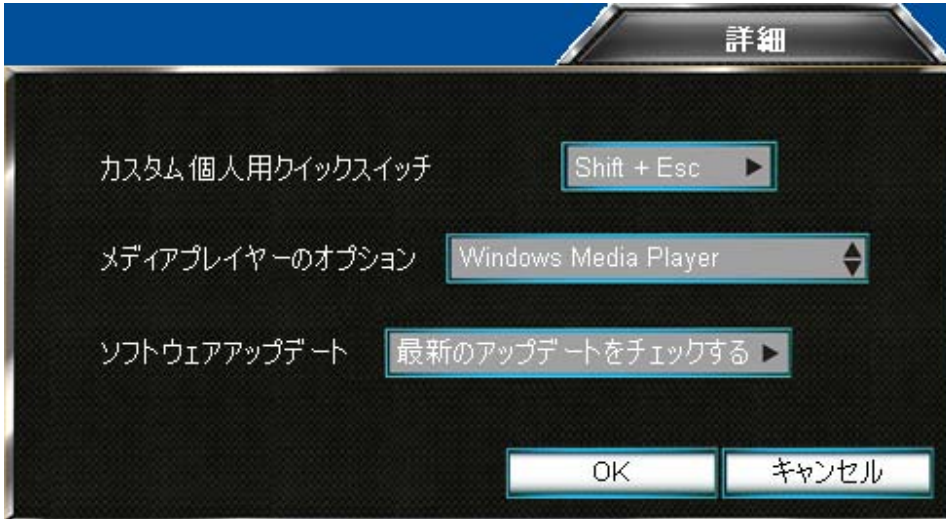 詳細
カスタム個人用クイックスイッチ Shift + Esc
メディアプレイヤーのオプション Windows Media Player
ソフトウェアアップデート 最新のアップデートをチェックする
OK キャンセル